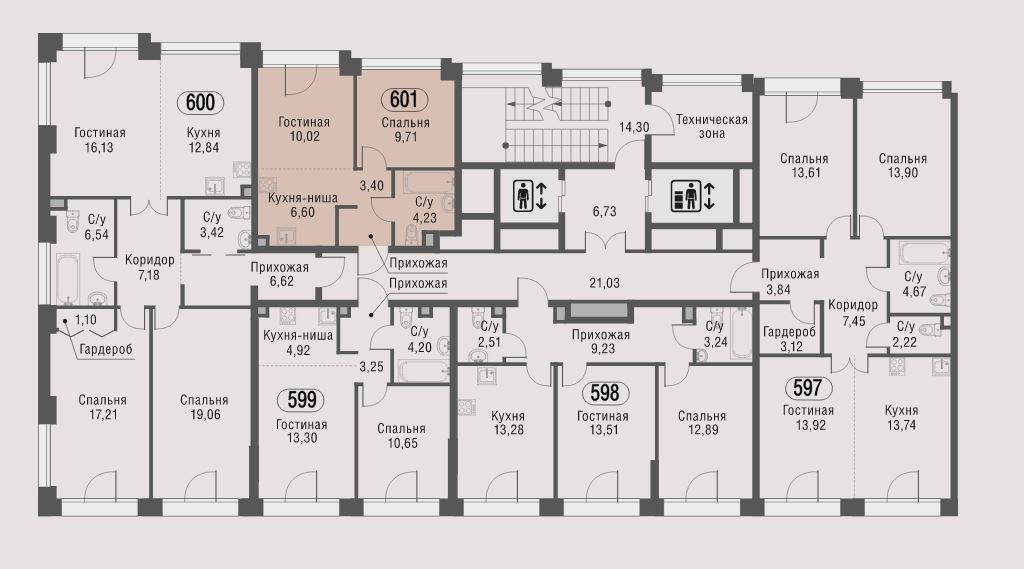 600
Гостиная
16,13
Кухня
12,84
С/у
6,54
С/у
3,42
Коридор
7,18
Прихожая
6,62
1,10
Гардероб
Спальня
17,21
Спальня
19,06
601
Гостиная
10,02
Спальня
9,71
Кухня-ниша
6,60
3,40
С/у
4,23
Прихожая
Прихожая
14,30
Техническая
зона
6,73
21,03
Кухня-ниша
4,92
3,25
С/у
4,20
599
Гостиная
13,30
Спальня
10,65
С/у
2,51
Прихожая
9,23
С/у
3,24
598
Кухня
13,28
Гостиная
13,51
Спальня
12,89
Спальня
13,61
Спальня
13,90
Прихожая
3,84
С/у
4,67
Коридор
7,45
Гардероб
3,12
С/у
2,22
597
Гостиная
13,92
Кухня
13,74